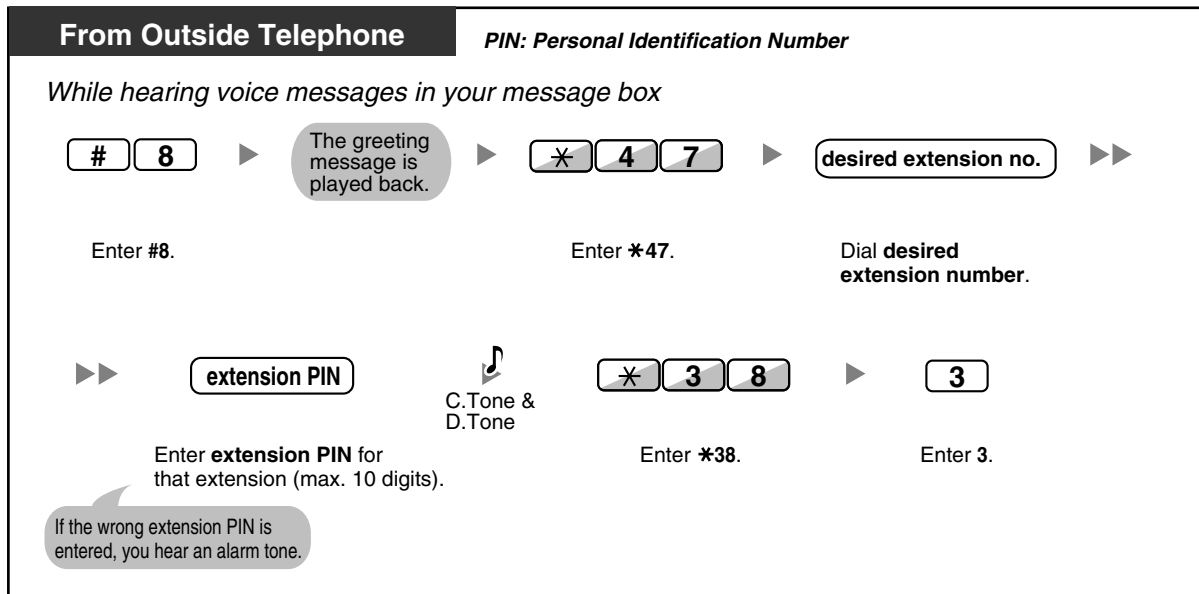 From Outside Telephone
PIN: Personal Identification Number
While hearing voice messages in your message box
# 8
The greeting
message is
played back.
* 4 7
desired extension no.
Enter #8.
Enter *47.
Dial desired
extension number.
extension PIN
C.Tone &
D.Tone
* 3 8
3
Enter extension PIN for
that extension (max. 10 digits).
Enter *38.
Enter 3.
If the wrong extension PIN is
entered, you hear an alarm tone.